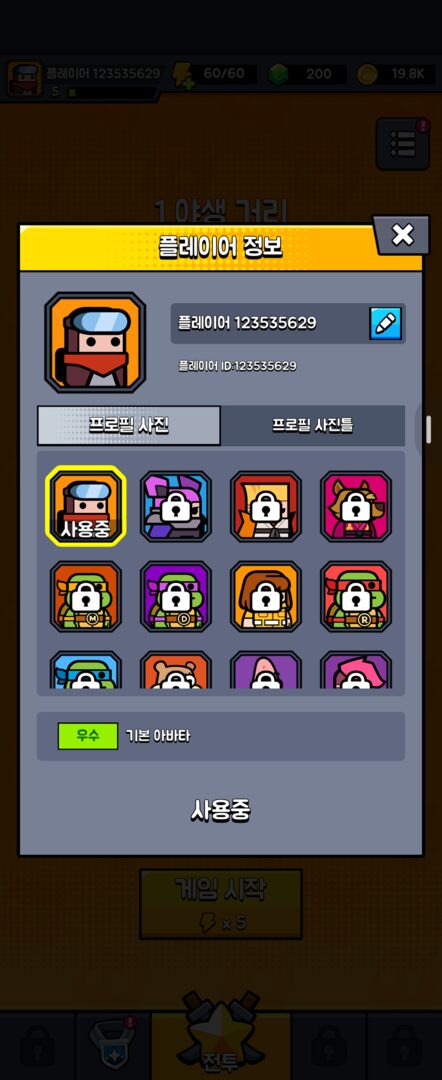 플레이어 123535629
60/60
200
19.8K
5
1 야생 거리
플레이어 정보
플레이어 123535629
플레이어 ID:123535629
프로필 사진
프로필 사진틀
사용중
M
D
R
우수
기본 아바타
사용중
게임 시작
x 5
전투